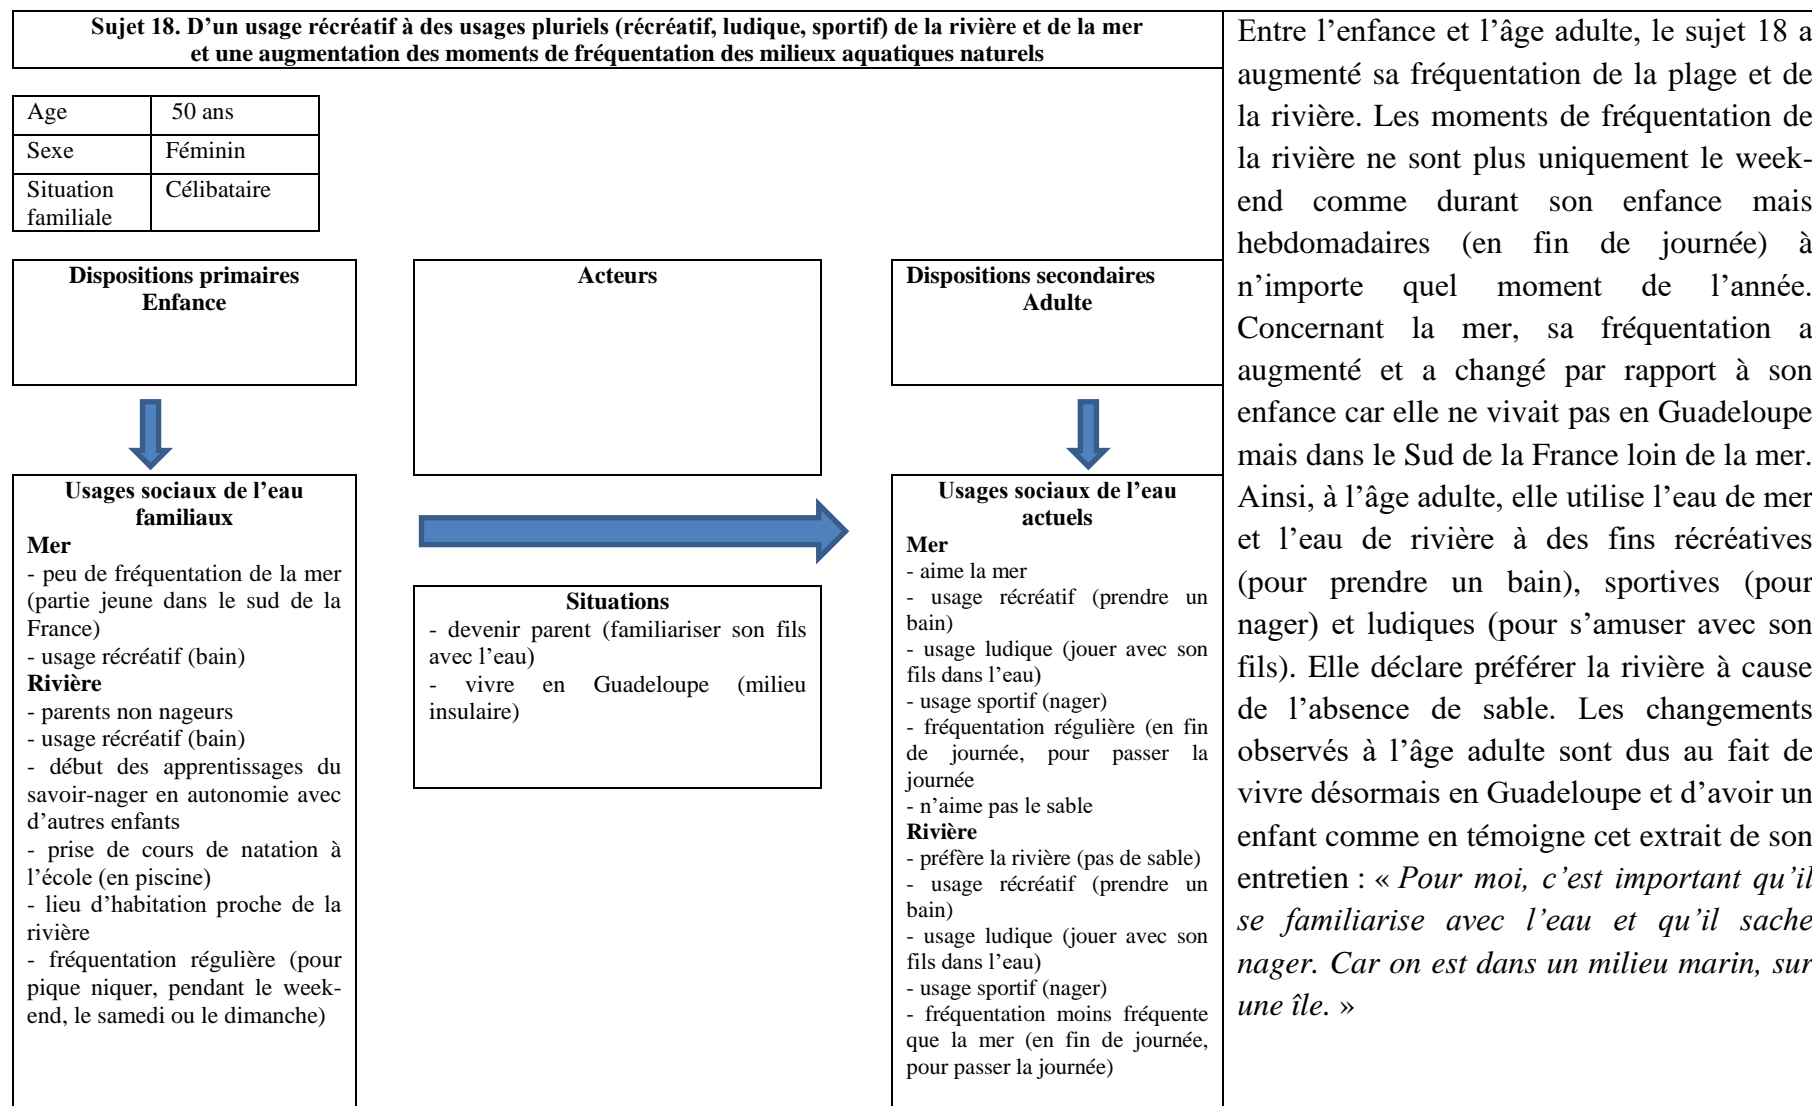 Sujet 18. D’un usage récréatif à des usages pluriels (récréatif, ludique, sportif) de la rivière et de la mer
et une augmentation des moments de fréquentation des milieux aquatiques naturels
Age 50 ans
Sexe Féminin
Situation Célibataire
familiale
Dispositions primaires
Enfance
Acteurs
Dispositions secondaires
Adulte
Usages sociaux de l’eau
familiaux
Mer
- peu de fréquentation de la mer
(partie jeune dans le sud de la
France)
- usage récréatif (bain)
Rivière
- parents non nageurs
- usage récréatif (bain)
- début des apprentissages du
savoir-nager en autonomie avec
d’autres enfants
- prise de cours de natation à
l’école (en piscine)
- lieu d’habitation proche de la
rivière
- fréquentation régulière (pour
pique niquer, pendant le week-
end, le samedi ou le dimanche)
Situations
- devenir parent (familiariser son fils
avec l’eau)
- vivre en Guadeloupe (milieu
insulaire)
Usages sociaux de l’eau
actuels
Mer
- aime la mer
- usage récréatif (prendre un
bain)
- usage ludique (jouer avec son
fils dans l’eau)
- usage sportif (nager)
- fréquentation régulière (en fin
de journée, pour passer la
journée
- n’aime pas le sable
Rivière
- préfère la rivière (pas de sable)
- usage récréatif (prendre un
bain)
- usage ludique (jouer avec son
fils dans l’eau)
- usage sportif (nager)
- fréquentation moins fréquente
que la mer (en fin de journée,
pour passer la journée)
Entre l’enfance et l’âge adulte, le sujet 18 a
augmenté sa fréquentation de la plage et de
la rivière. Les moments de fréquentation de
la rivière ne sont plus uniquement le week-
end comme durant son enfance mais
hebdomadaires (en fin de journée) à
n’importe quel moment de l’année.
Concernant la mer, sa fréquentation a
augmenté et a changé par rapport à son
enfance car elle ne vivait pas en Guadeloupe
mais dans le Sud de la France loin de la mer.
Ainsi, à l’âge adulte, elle utilise l’eau de mer
et l’eau de rivière à des fins récréatives
(pour prendre un bain), sportives (pour
nager) et ludiques (pour s’amuser avec son
fils). Elle déclare préférer la rivière à cause
de l’absence de sable. Les changements
observés à l’âge adulte sont dus au fait de
vivre désormais en Guadeloupe et d’avoir un
enfant comme en témoigne cet extrait de son
entretien : « Pour moi, c’est important qu’il
se familiarise avec l’eau et qu’il sache
nager. Car on est dans un milieu marin, sur
une île. »